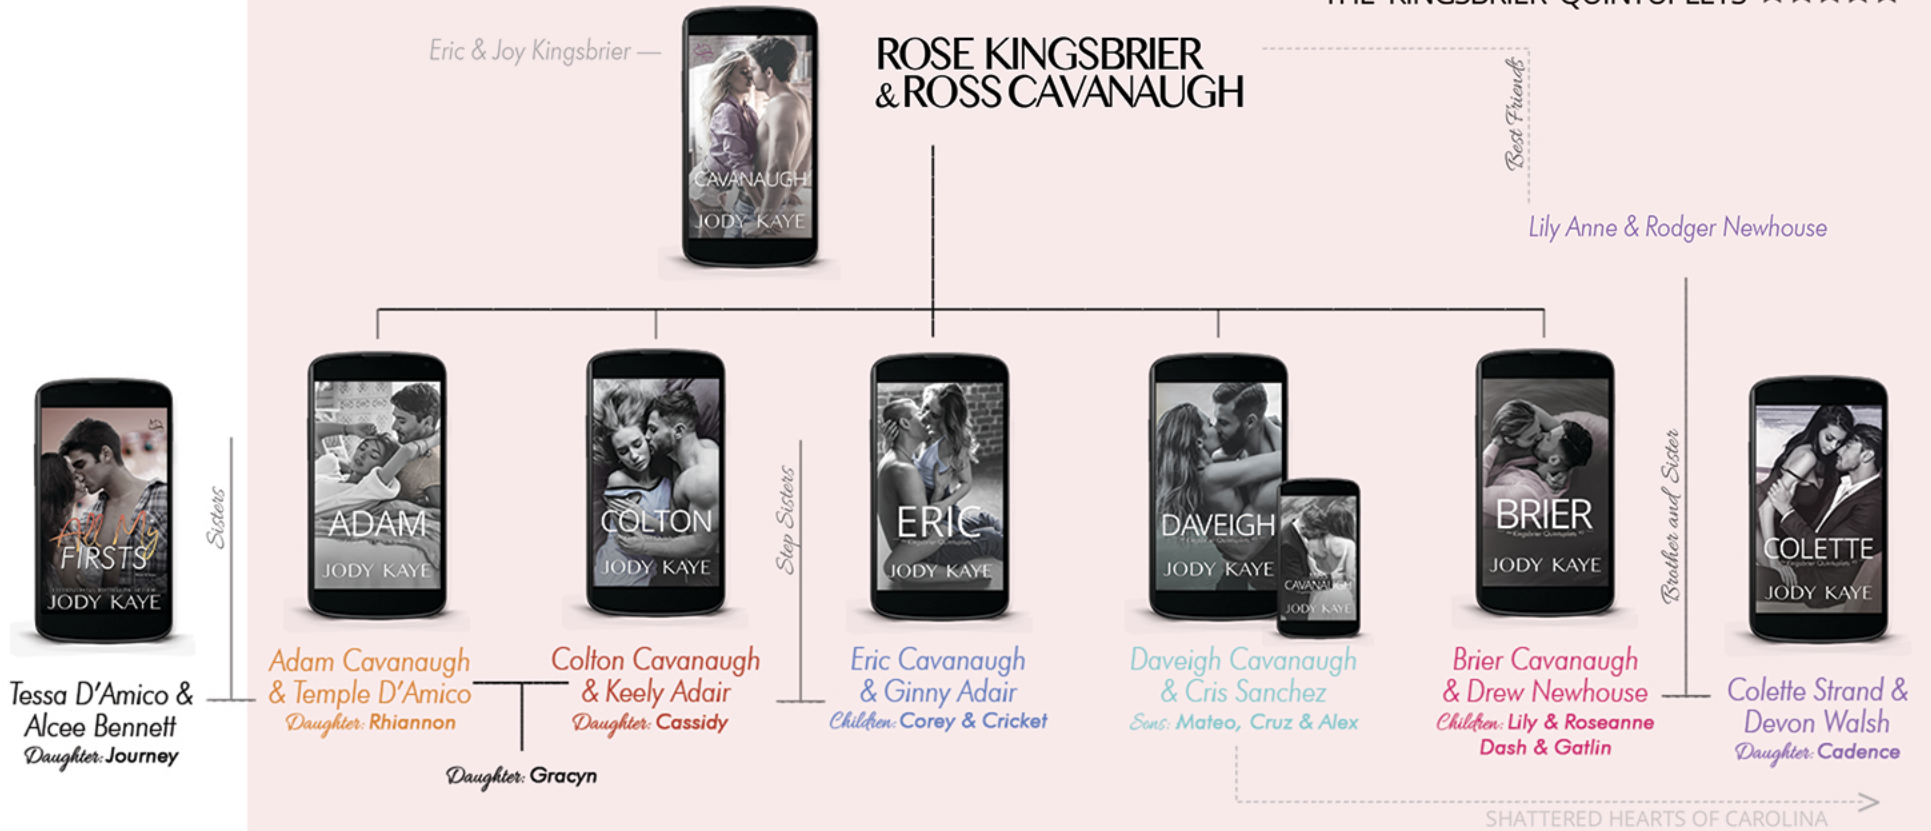 THE KINGSBRIER QUINTUPLETS
Eric & Joy Kingsbrier
ROSE KINGSBRIER
& ROSS CAVANAUGH
Best Friends
CAVANAUGH
JODY KAYE
Lily Anne & Rodger Newhouse
All My
FIRSTS
JODY KAYE
Sisters
ADAM
JODY KAYE
COLTON
JODY KAYE
Step Sisters
ERIC
JODY KAYE
DAVEIGH
JODY KAYE
CAVANAUGH
JODY KAYE
BRIER
JODY KAYE
Brother and Sister
COLETTE
JODY KAYE
Tessa D'Amico &
Alcee Bennett
Daughter: Journey
Adam Cavanaugh
& Temple D'Amico
Daughter: Rhiannon
Colton Cavanaugh
& Keely Adair
Daughter: Cassidy
Daughter: Gracyn
Eric Cavanaugh
& Ginny Adair
Children: Corey & Cricket
Daveigh Cavanaugh
& Cris Sanchez
Sons: Mateo, Cruz & Alex
Brier Cavanaugh
& Drew Newhouse
Children: Lily & Roseanne
Dash & Gatlin
Colette Strand &
Devon Walsh
Daughter: Cadence
SHATTERED HEARTS OF CAROLINA